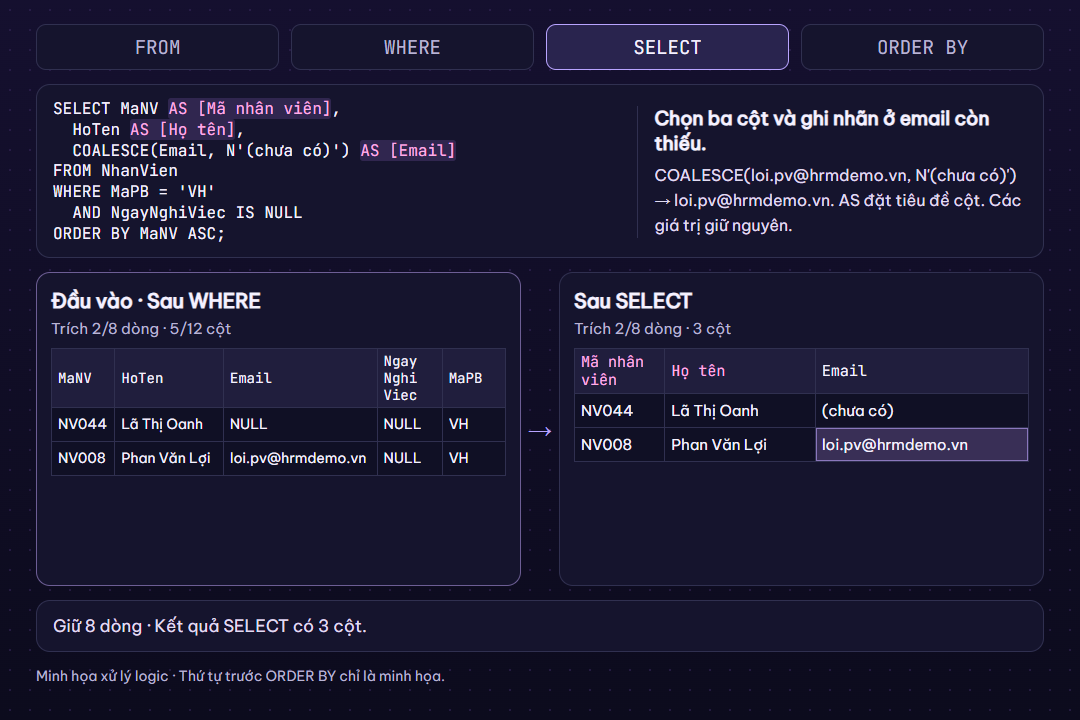 FROM
WHERE
SELECT
ORDER BY
SELECT MaNV AS [Mã nhân viên],
HoTen AS [Họ tên],
COALESCE(Email, N'(chưa có)') AS [Email]
FROM NhanVien
WHERE MaPB = 'VH'
AND NgayNghiViec IS NULL
ORDER BY MaNV ASC;
Chọn ba cột và ghi nhãn ở email còn
thiếu.
COALESCE(loi.pv@hrmdemo.vn, N'(chưa có)')
→ loi.pv@hrmdemo.vn. AS đặt tiêu đề cột. Các
giá trị giữ nguyên.
Đầu vào · Sau WHERE
Trích 2/8 dòng · 5/12 cột
MaNV HoTen Email Ngay Nghi Viec MaPB
NV044 Lã Thị Oanh NULL NULL VH
NV008 Phan Văn Lợi loi.pv@hrmdemo.vn NULL VH
→
Sau SELECT
Trích 2/8 dòng · 3 cột
Mã nhân viên Họ tên Email
NV044 Lã Thị Oanh (chưa có)
NV008 Phan Văn Lợi loi.pv@hrmdemo.vn
Giữ 8 dòng · Kết quả SELECT có 3 cột.
Minh họa xử lý logic · Thứ tự trước ORDER BY chỉ là minh họa.